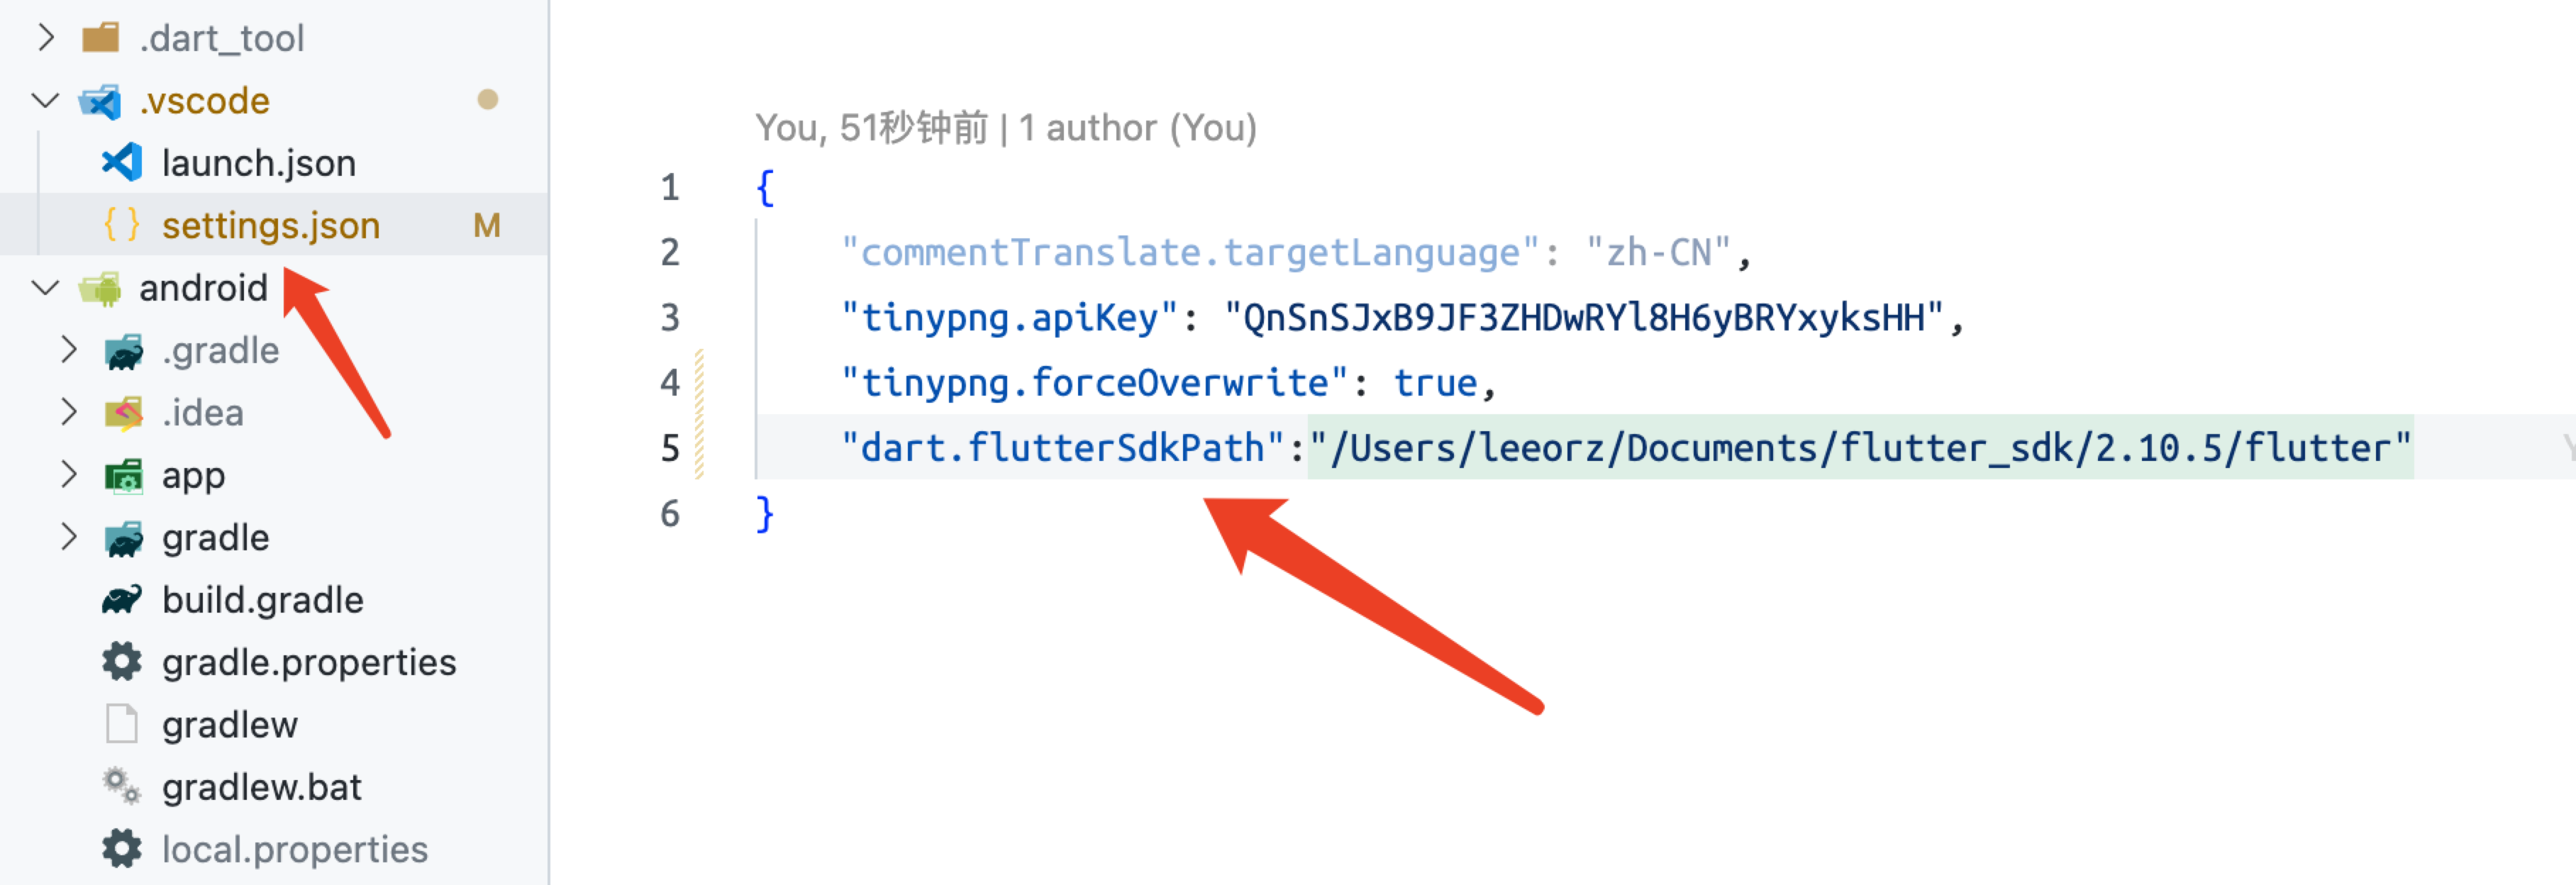 .dart_tool
.vscode
launch.json
settings.json M
android
.gradle
.idea
app
gradle
build.gradle
gradle.properties
gradlew
gradlew.bat
local.properties
You, 51秒钟前 | 1 author (You)
1 {
2 "commentTranslate.targetLanguage": "zh-CN",
3 "tinypng.apiKey": "QnSnSJxB9JF3ZHDwRYl8H6yBRYxyksHH",
4 "tinypng.forceOverwrite": true,
5 "dart.flutterSdkPath":"/Users/leeorz/Documents/flutter_sdk/2.10.5/flutter"
6 }